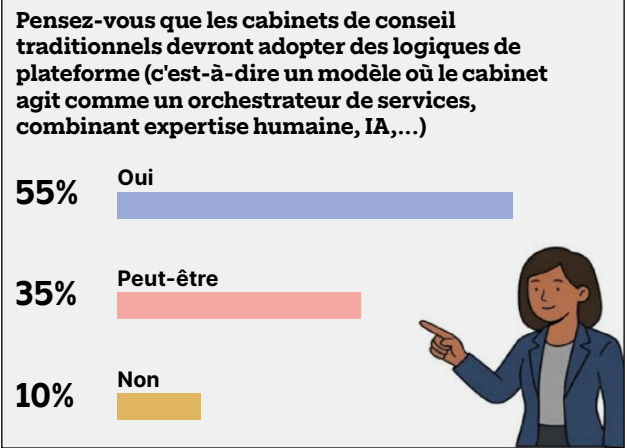 Pensez-vous que les cabinets de conseil
traditionnels devront adopter des logiques de
plateforme (c'est-à-dire un modèle où le cabinet
agit comme un orchestrateur de services,
combinant expertise humaine, IA,...)
Oui
55%
Peut-être
35%
Non
10%